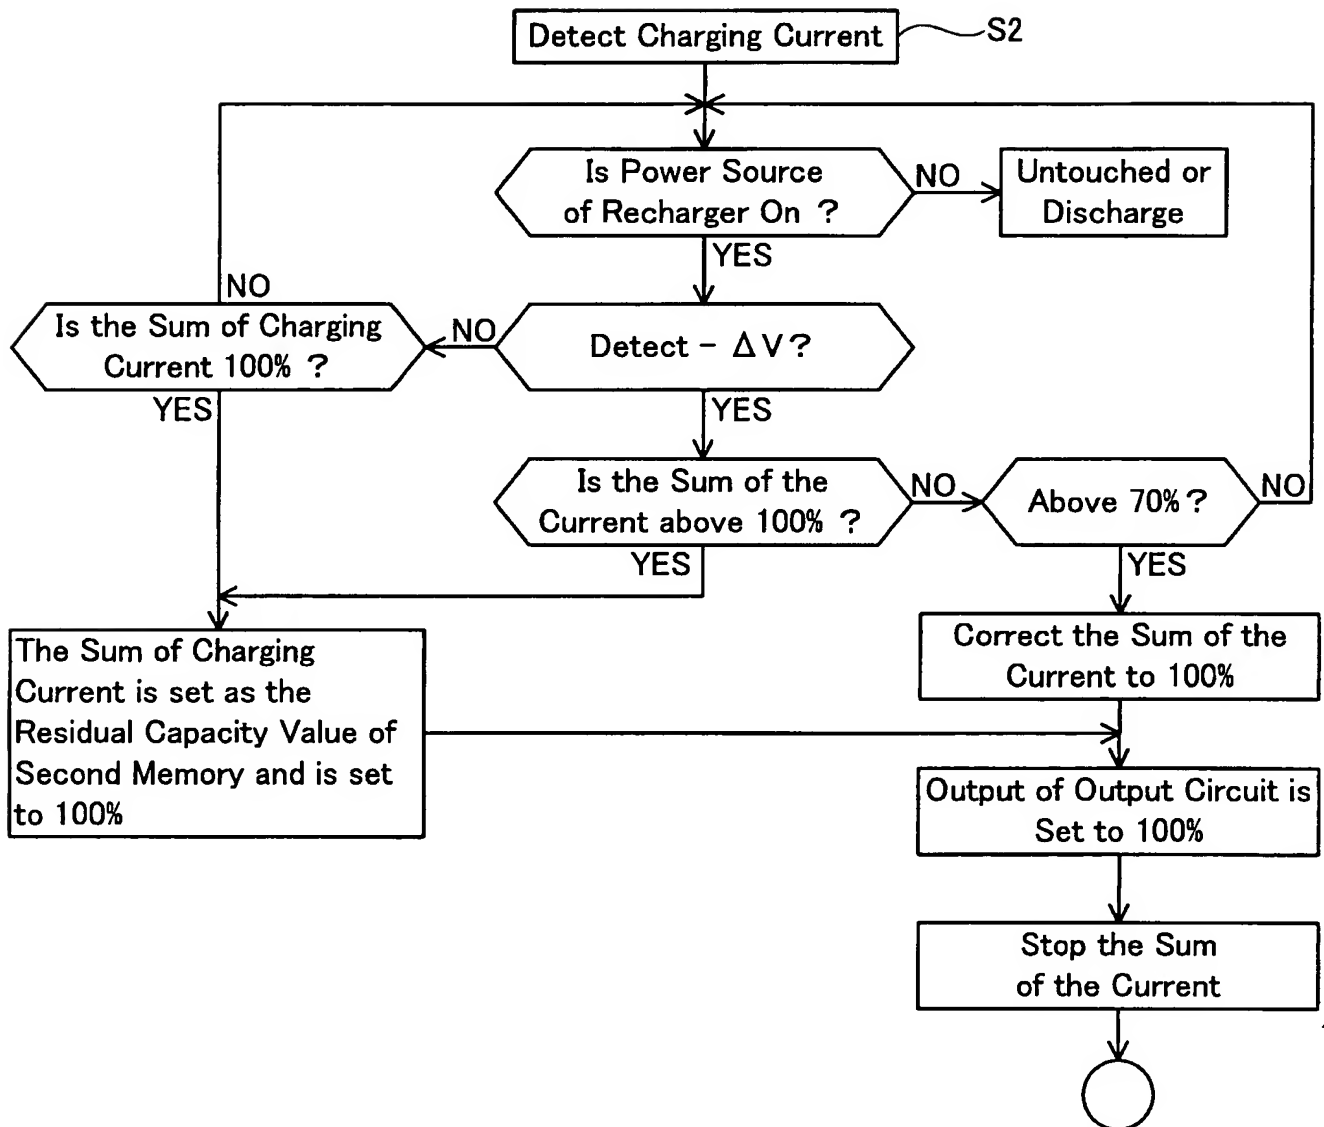 Detect Charging Current
S2
Is Power Source
of Recharger On ?
NO
Untouched or
Discharge
YES
NO
Is the Sum of Charging
Current 100% ?
NO
Detect - ΔV?
YES
YES
Is the Sum of the
Current above 100% ?
NO
Above 70%?
NO
YES
YES
The Sum of Charging
Current is set as the
Residual Capacity Value of
Second Memory and is set
to 100%
Correct the Sum of the
Current to 100%
Output of Output Circuit is
Set to 100%
Stop the Sum
of the Current